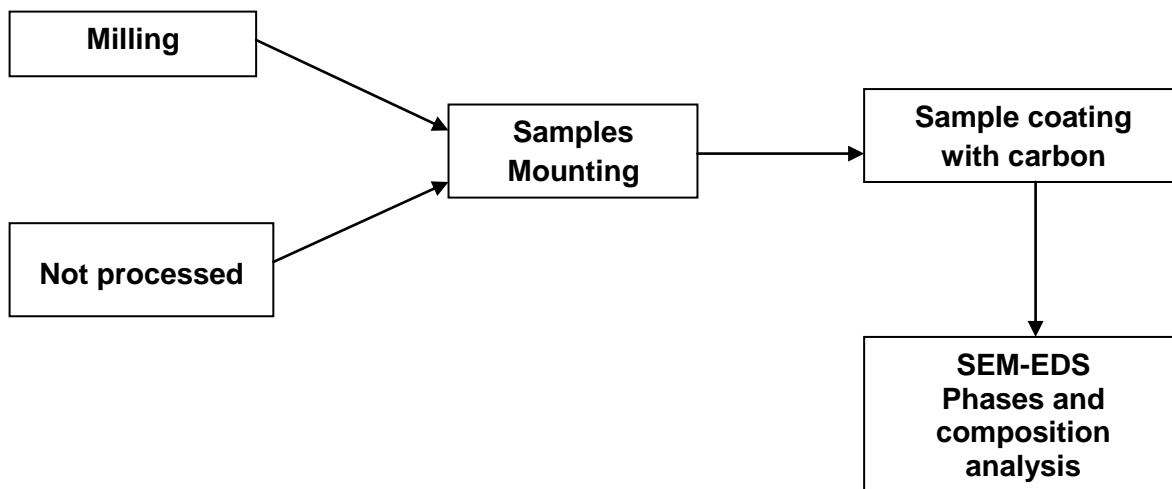 Milling
Not processed
Samples
Mounting
Sample coating
with carbon
SEM-EDS
Phases and
composition
analysis